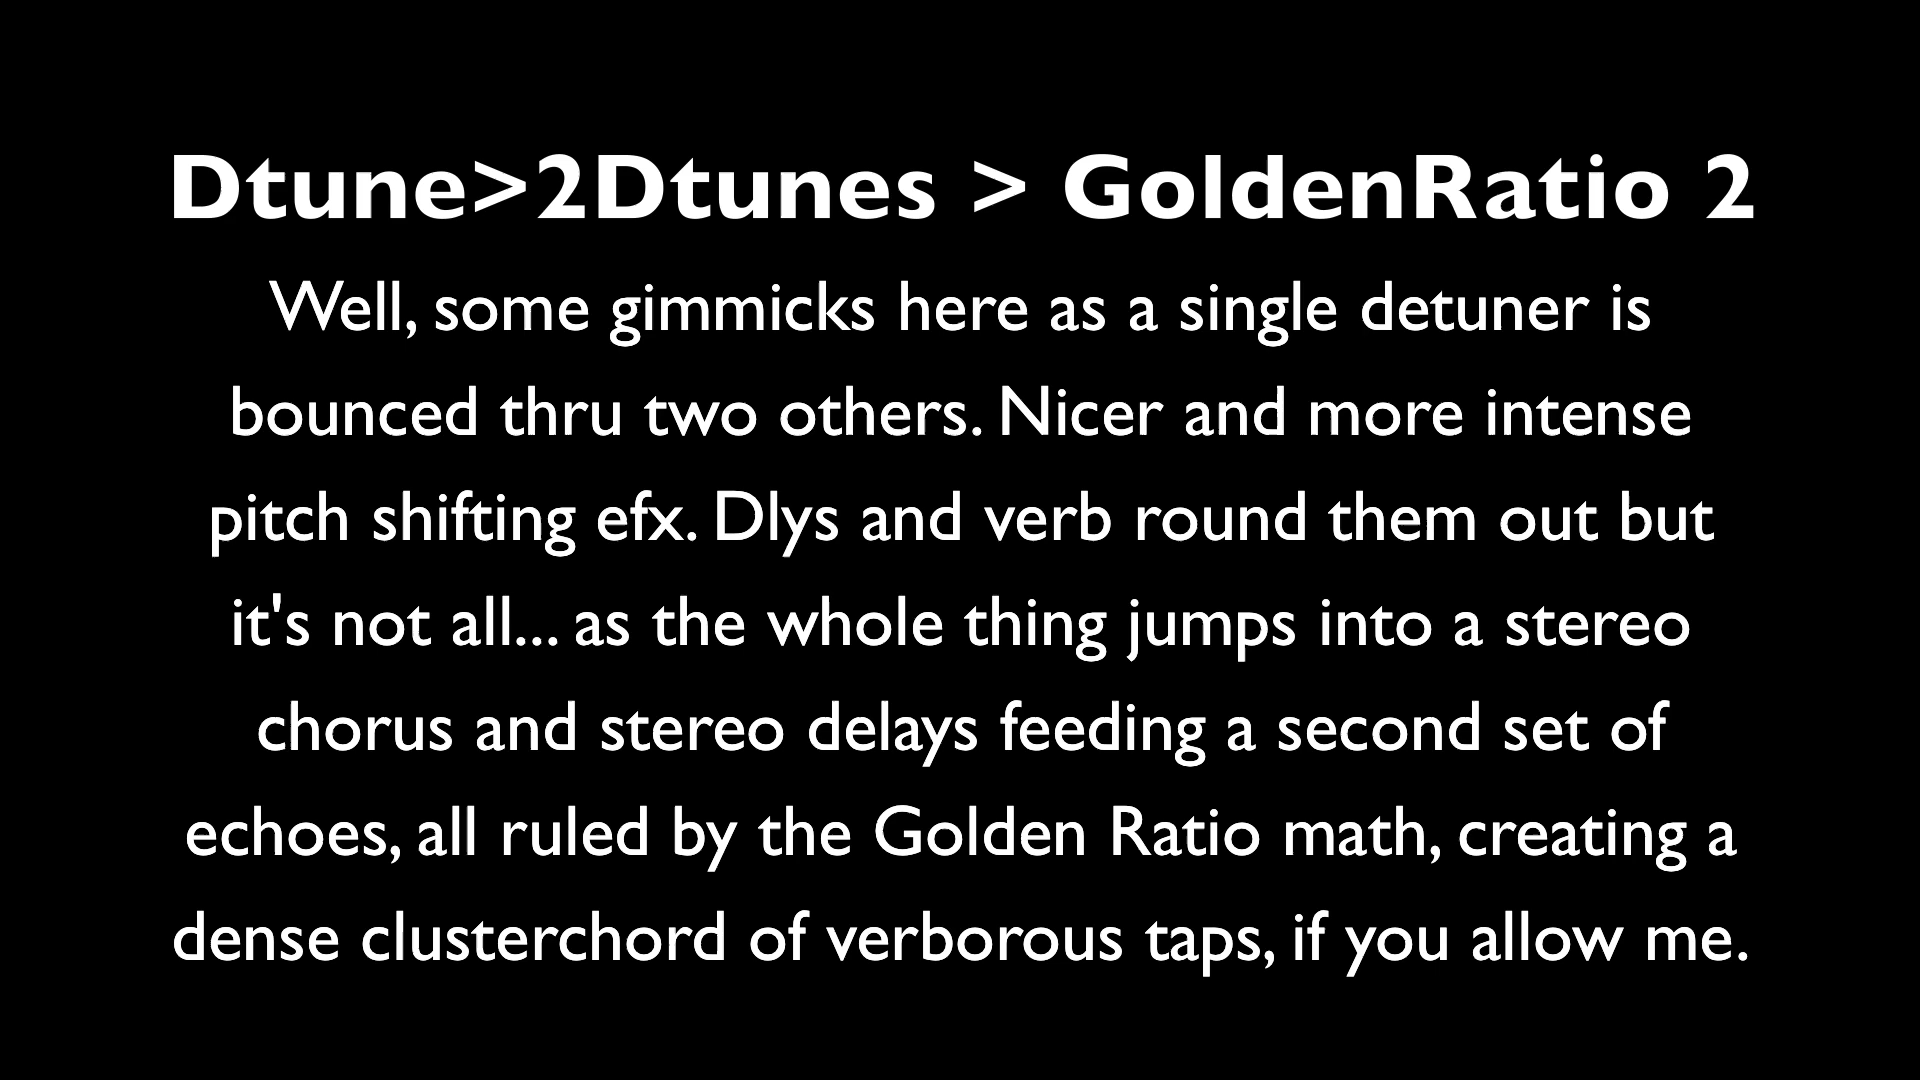 Dtune>2Dtunes > GoldenRatio 2
Well, some gimmicks here as a single detuner is
bounced thru two others. Nicer and more intense
pitch shifting efx. Dlys and verb round them out but
it's not all... as the whole thing jumps into a stereo
chorus and stereo delays feeding a second set of
echoes, all ruled by the Golden Ratio math, creating a
dense clusterchord of verborous taps, if you allow me.